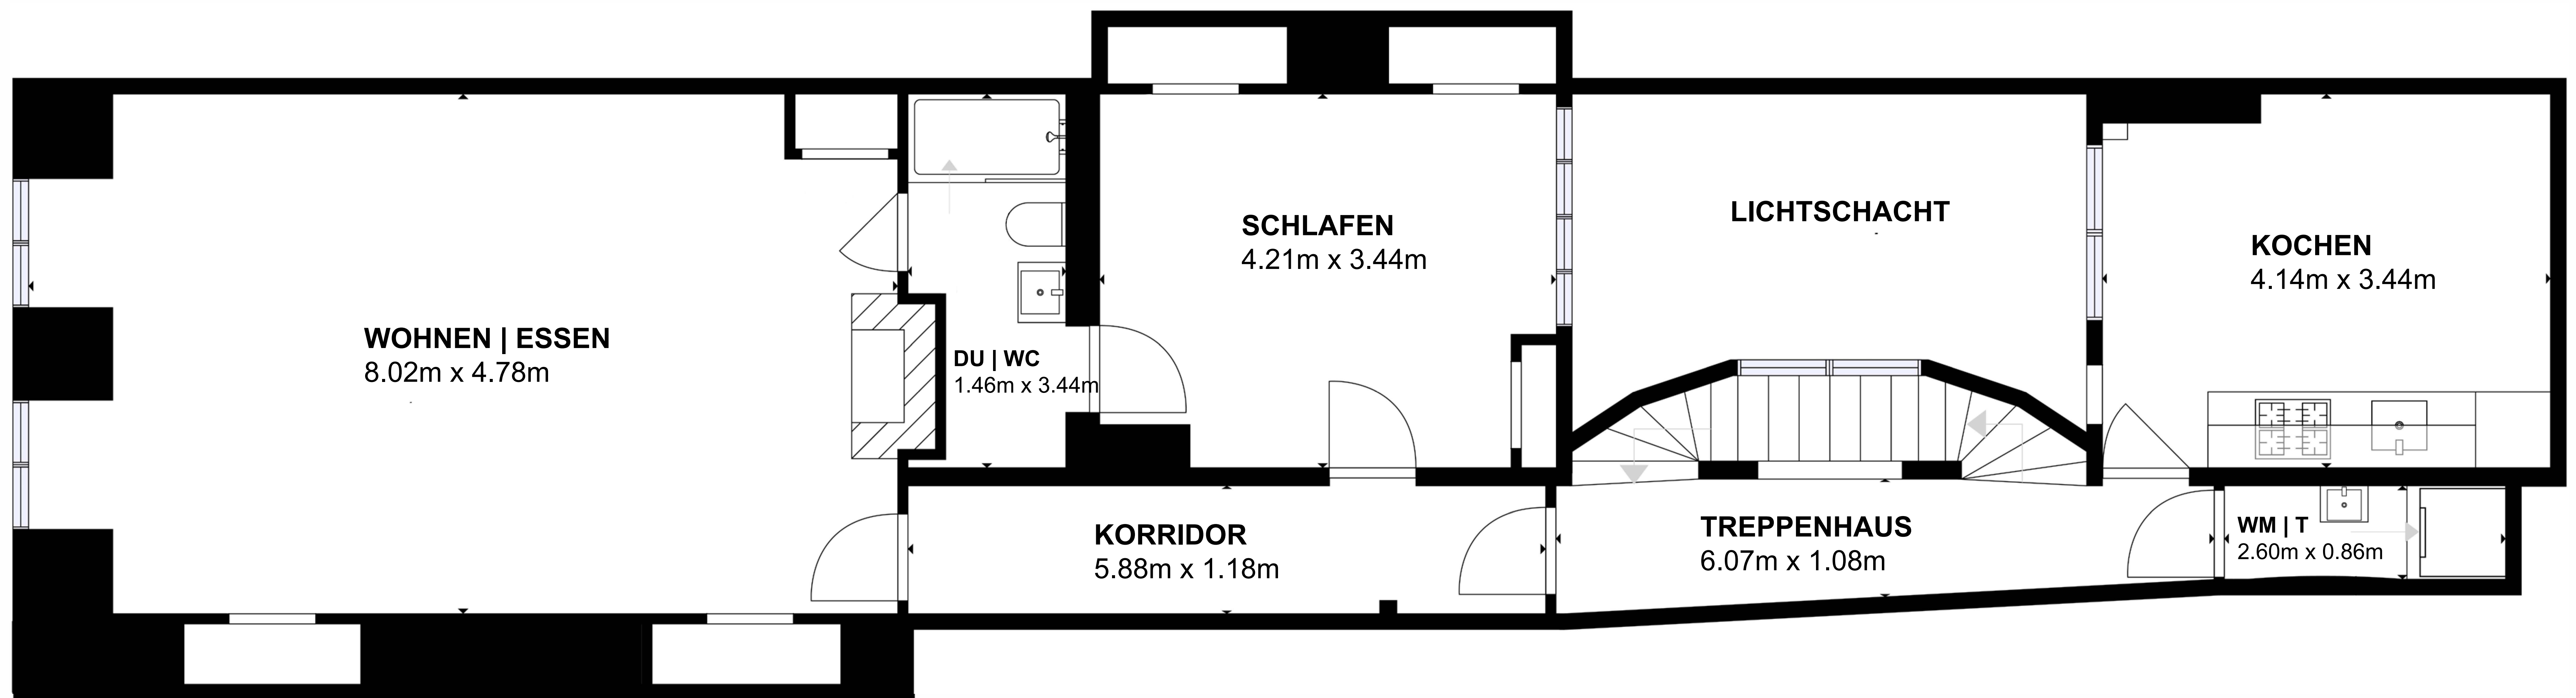 WOHNEN | ESSEN
8.02m x 4.78m
DU | WC
1.46m x 3.44m
SCHLAFEN
4.21m x 3.44m
LICHTSCHACHT
KOCHEN
4.14m x 3.44m
KORRIDOR
5.88m x 1.18m
TREPPENHAUS
6.07m x 1.08m
WM | T
2.60m x 0.86m